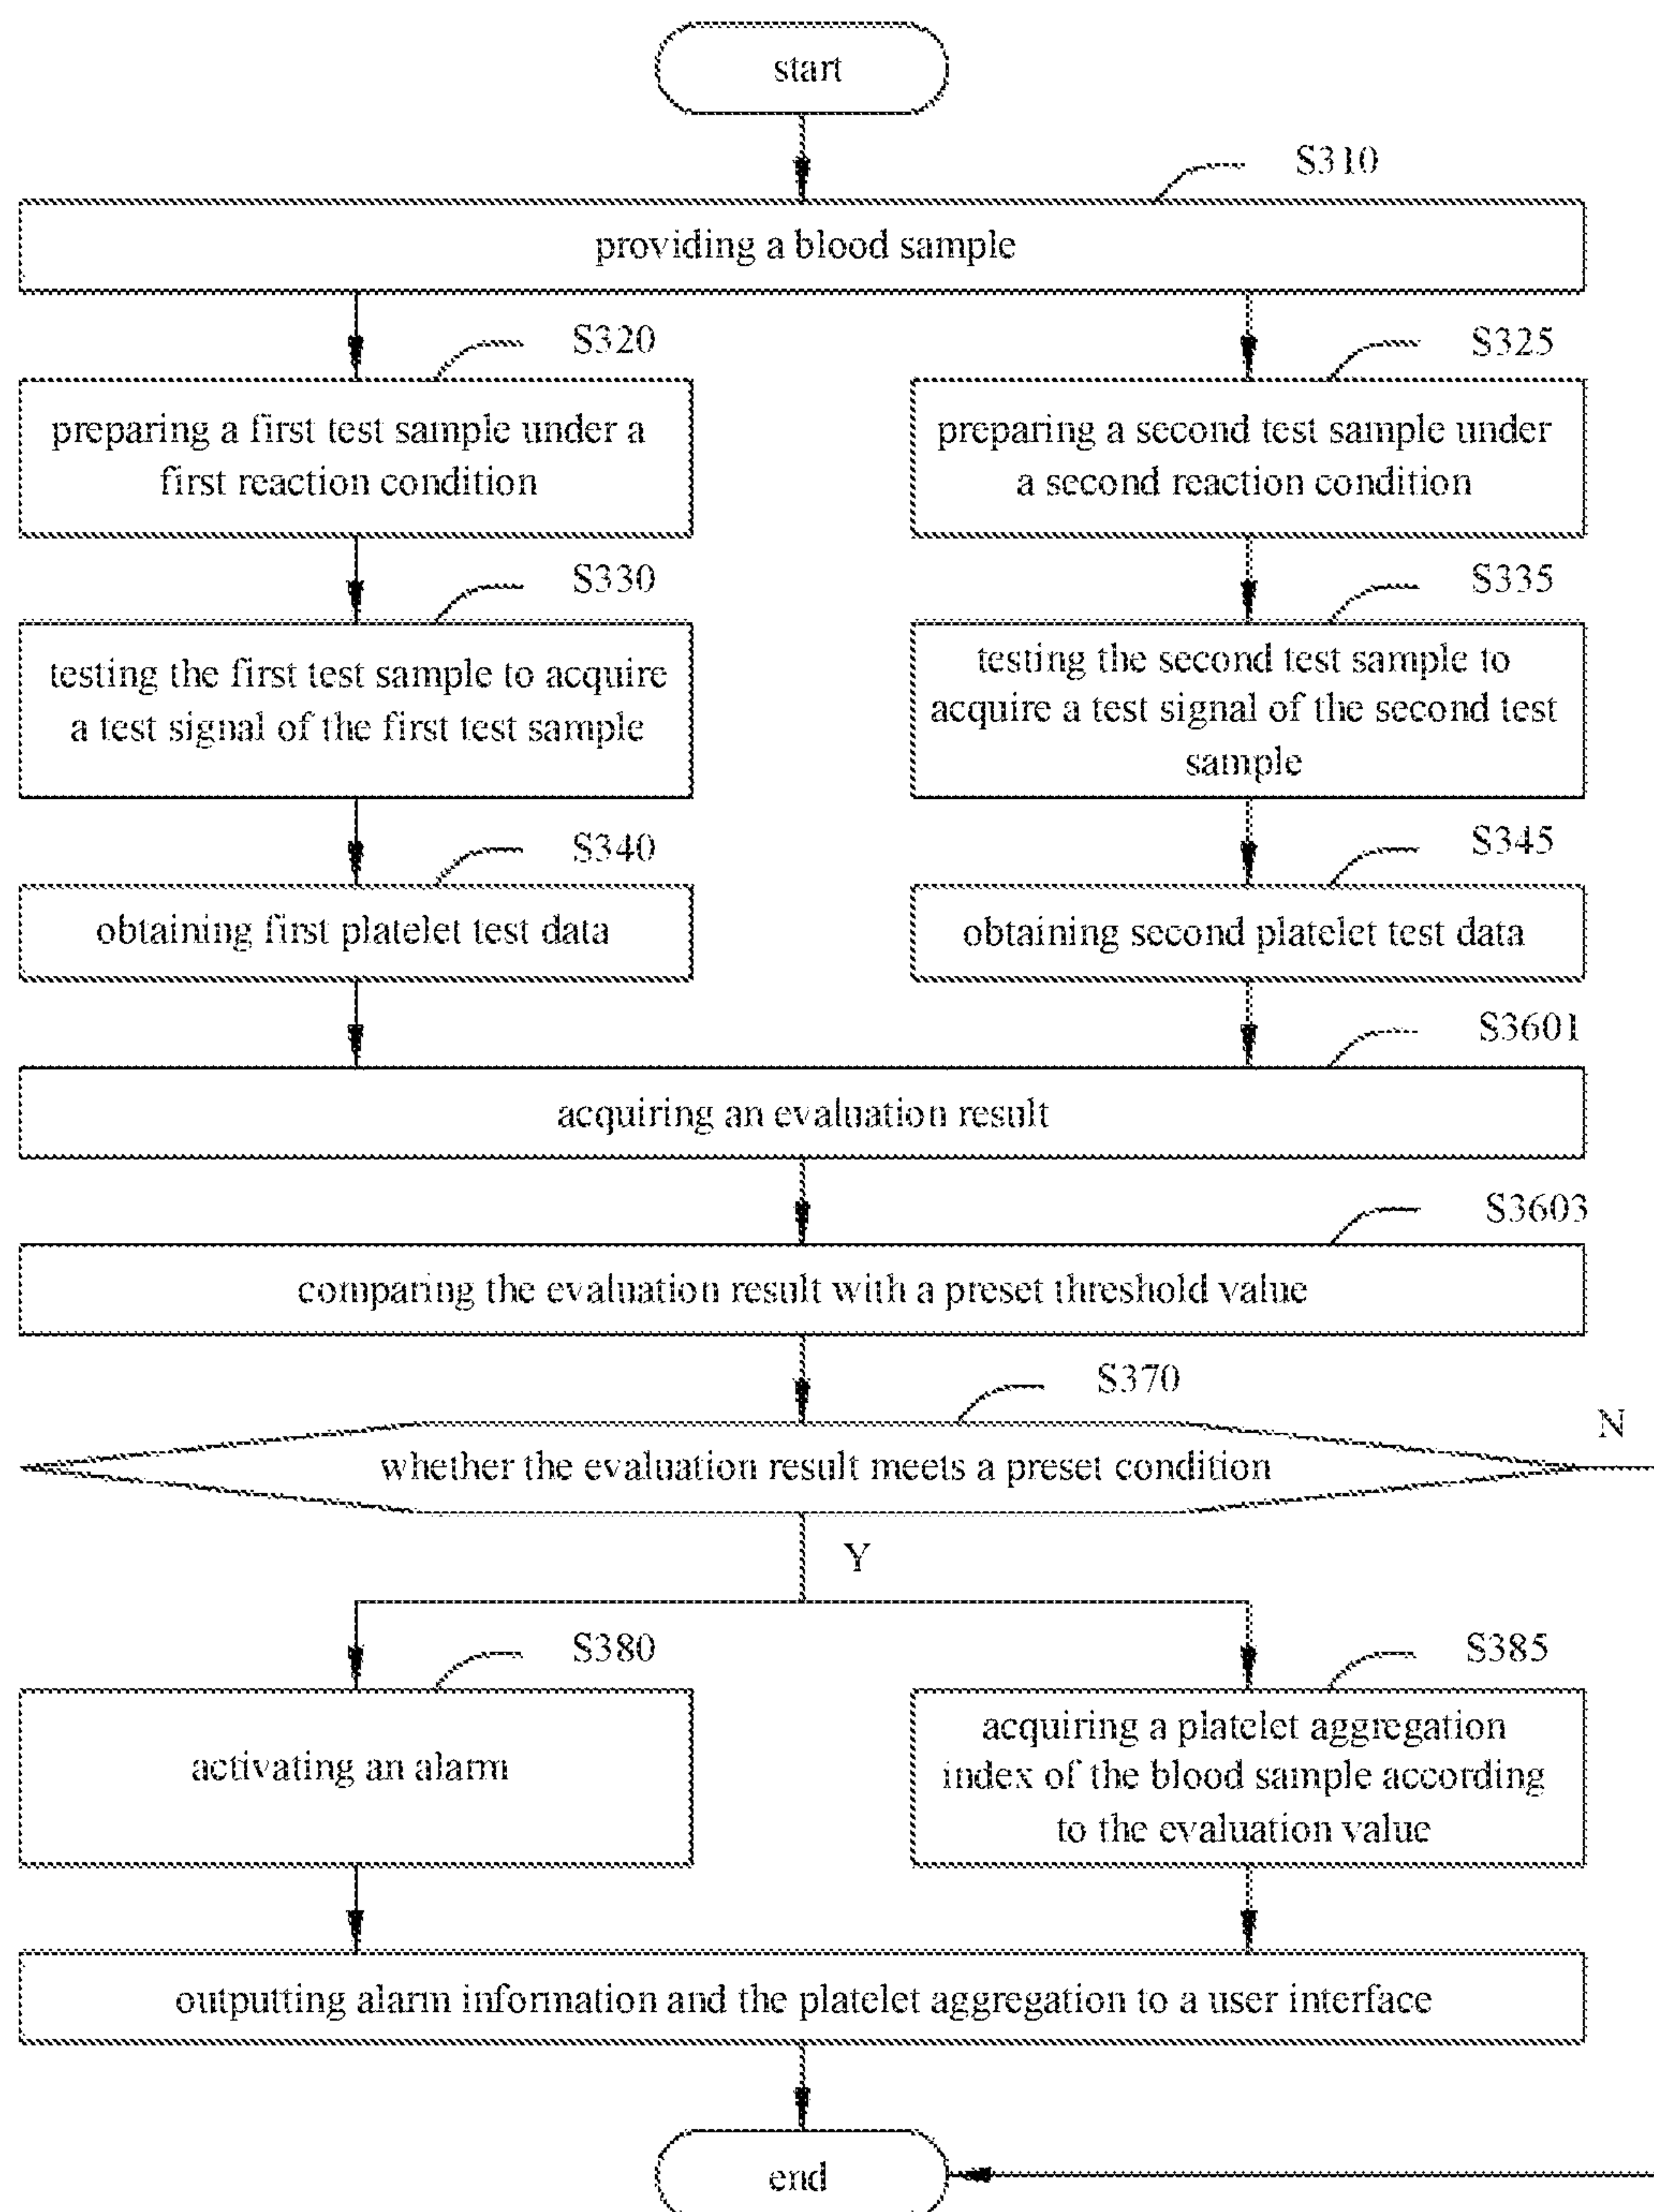 start
S310
providing a blood sample
S320
preparing a first test sample under a
first reaction condition
S325
preparing a second test sample under
a second reaction condition
S330
testing the first test sample to acquire
a test signal of the first test sample
S335
testing the second test sample to
acquire a test signal of the second test
sample
S340
obtaining first platelet test data
S345
obtaining second platelet test data
S3601
acquiring an evaluation result
S3603
comparing the evaluation result with a preset threshold value
S370
whether the evaluation result meets a preset condition
N
Y
S380
activating an alarm
S385
acquiring a platelet aggregation
index of the blood sample according
to the evaluation value
outputting alarm information and the platelet aggregation to a user interface
end